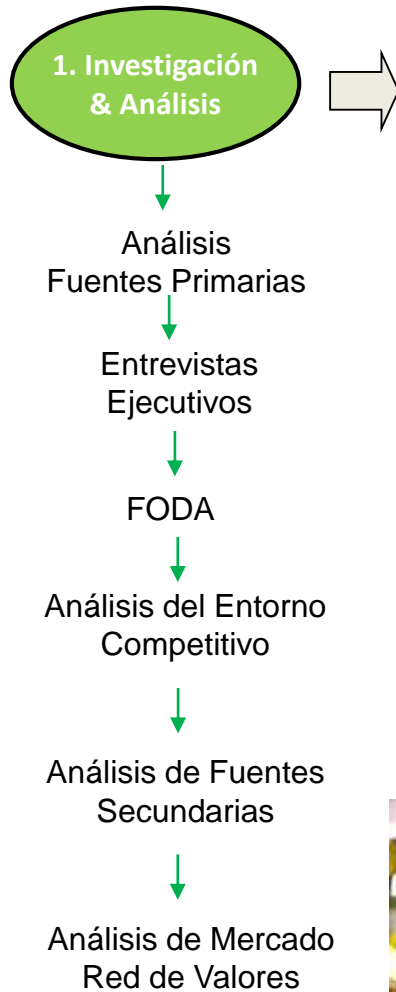 1. Investigación
& Análisis
Análisis
Fuentes Primarias
Entrevistas
Ejecutivos
FODA
Análisis del Entorno
Competitivo
Análisis de Fuentes
Secundarias
Análisis de Mercado
Red de Valores